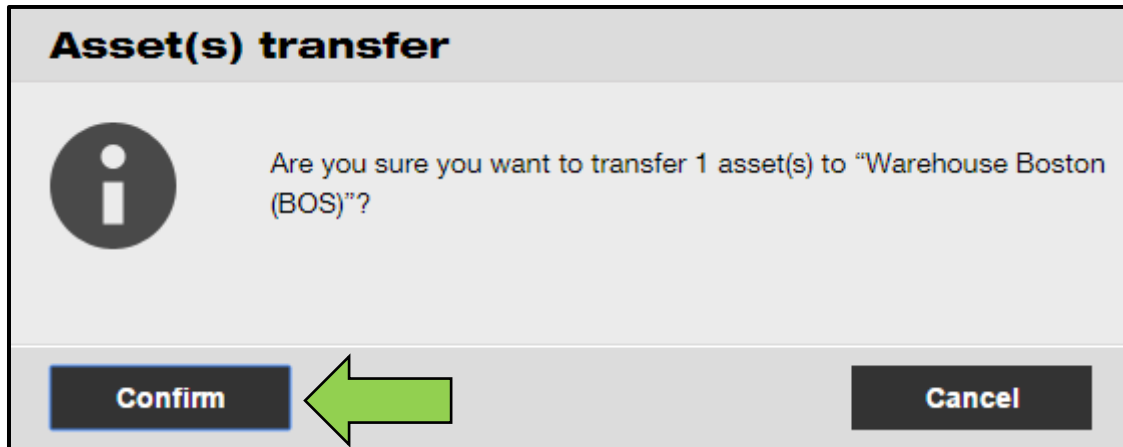 Asset(s) transfer
Are you sure you want to transfer 1 asset(s) to “Warehouse Boston
(BOS)”?
Confirm
Cancel